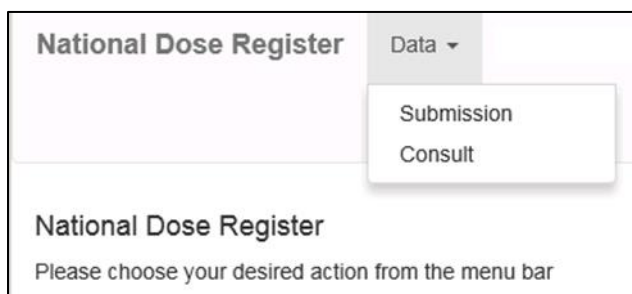 National Dose Register Data
Submission
Consult
National Dose Register
Please choose your desired action from the menu bar